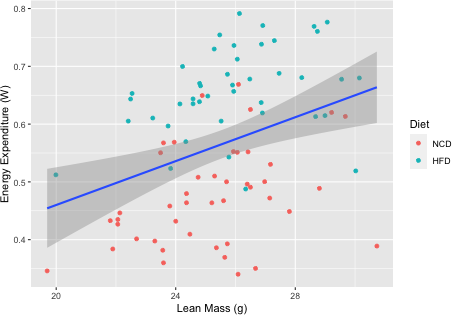 0.8
0.7
0.6
0.5
0.4
Energy Expenditure (W)
20
24
28
Lean Mass (g)
Diet
NCD
HFD